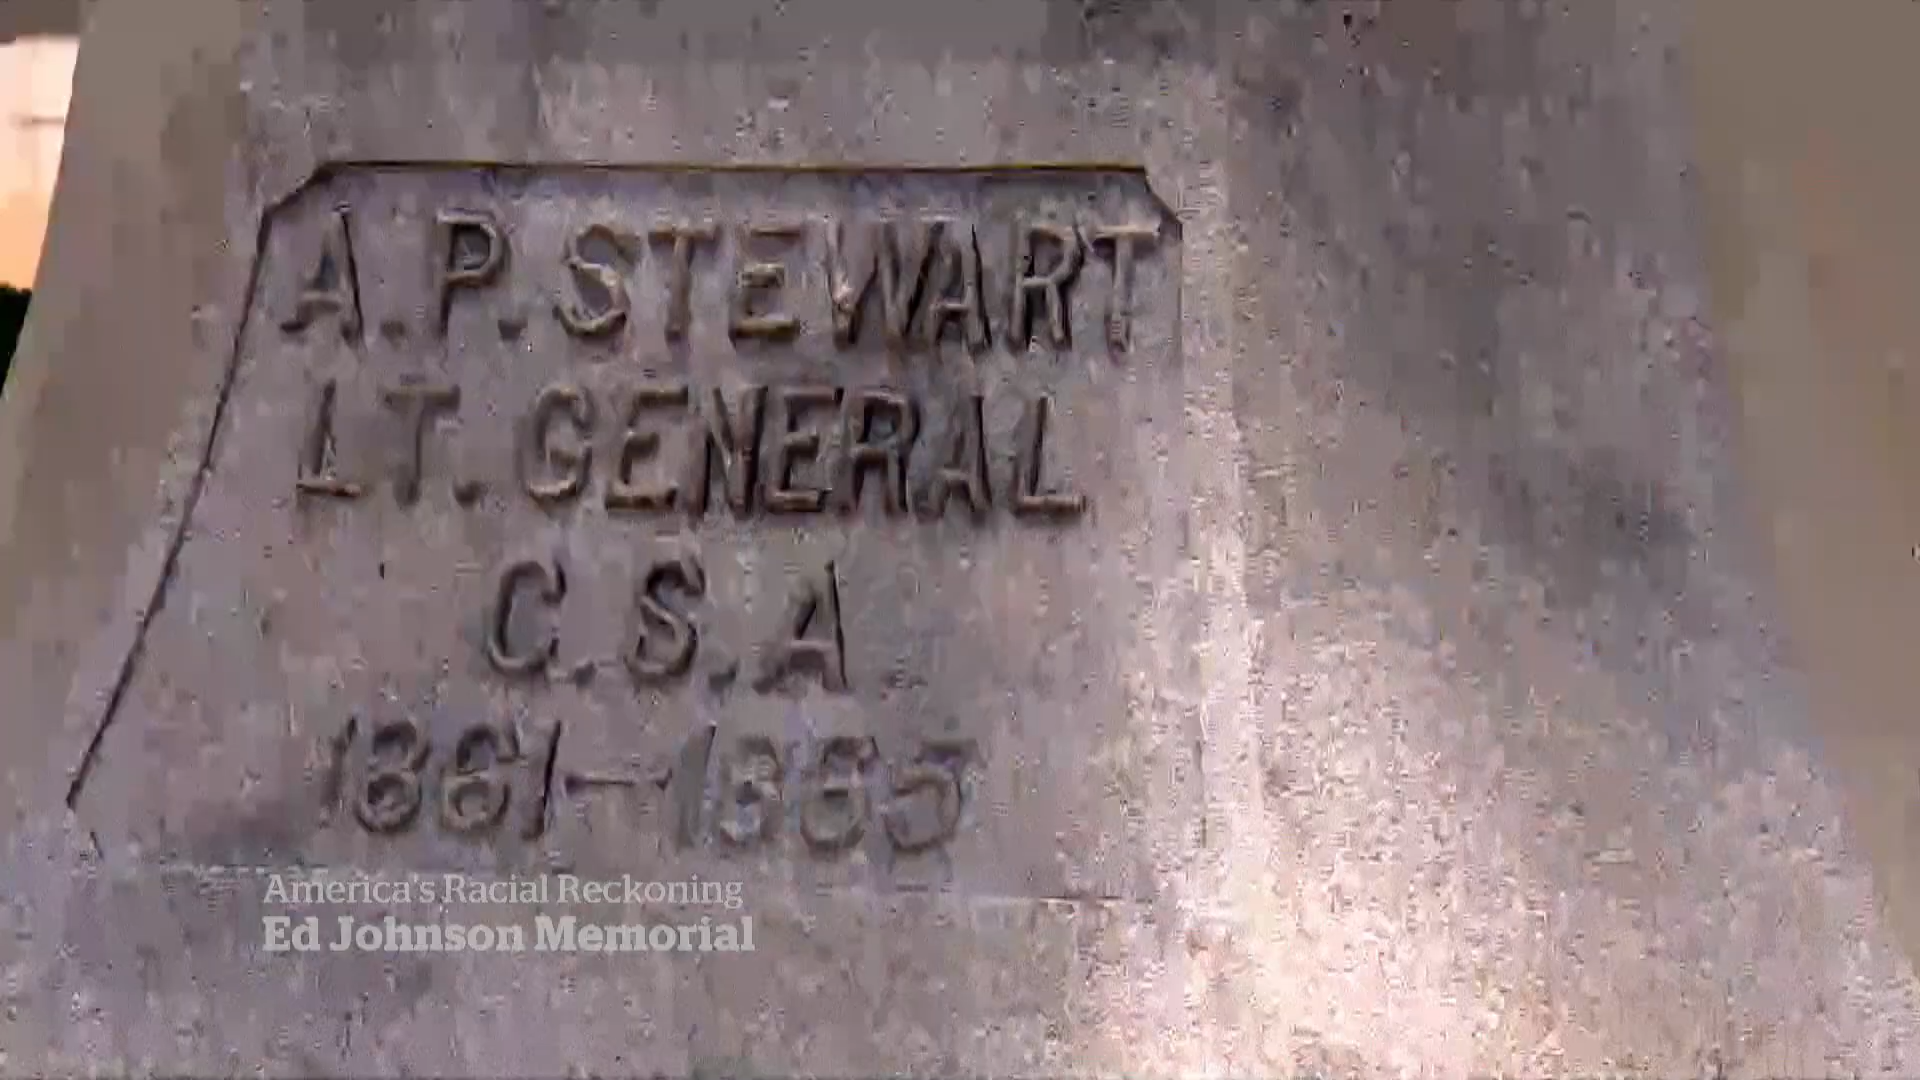 A.P. STEWART
LT. GENERAL
C.S.A
1861–1865
America's Racial Reckoning
Ed Johnson Memorial